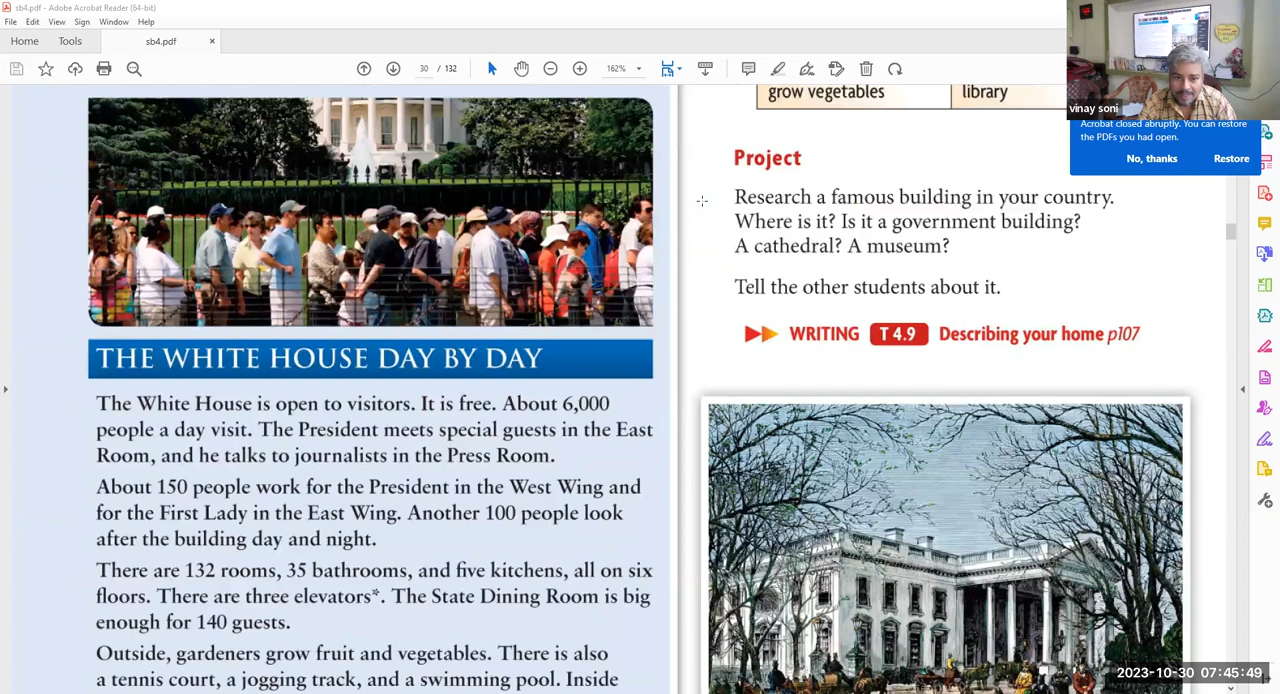 sb4.pdf - Adobe Acrobat Reader (64-bit)
File Edit View Sign Window Help
Home Tools sb4.pdf ×
30 / 132 162%
vinay soni
Acrobat closed abruptly. You can restore
the PDFs you had open.
No, thanks Restore
THE WHITE HOUSE DAY BY DAY
The White House is open to visitors. It is free. About 6,000
people a day visit. The President meets special guests in the East
Room, and he talks to journalists in the Press Room.
About 150 people work for the President in the West Wing and
for the First Lady in the East Wing. Another 100 people look
after the building day and night.
There are 132 rooms, 35 bathrooms, and five kitchens, all on six
floors. There are three elevators*. The State Dining Room is big
enough for 140 guests.
Outside, gardeners grow fruit and vegetables. There is also
a tennis court, a jogging track, and a swimming pool. Inside
grow vegetables library
Project
Research a famous building in your country.
Where is it? Is it a government building?
A cathedral? A museum?
Tell the other students about it.
WRITING T 4.9 Describing your home p107
2023-10-30 07:45:49